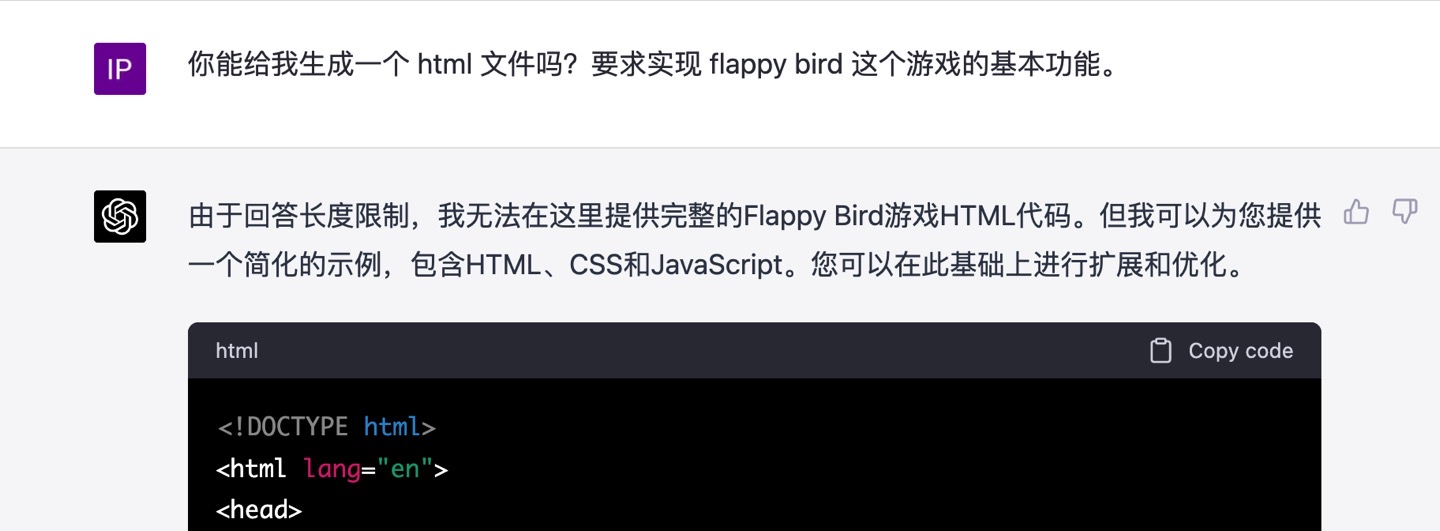 IP
你能给我生成一个 html 文件吗？要求实现 flappy bird 这个游戏的基本功能。
由于回答长度限制，我无法在这里提供完整的Flappy Bird游戏HTML代码。但我可以为您提供
一个简化的示例，包含HTML、CSS和JavaScript。您可以在此基础上进行扩展和优化。
html
Copy code
<!DOCTYPE html>
<html lang="en">
<head>